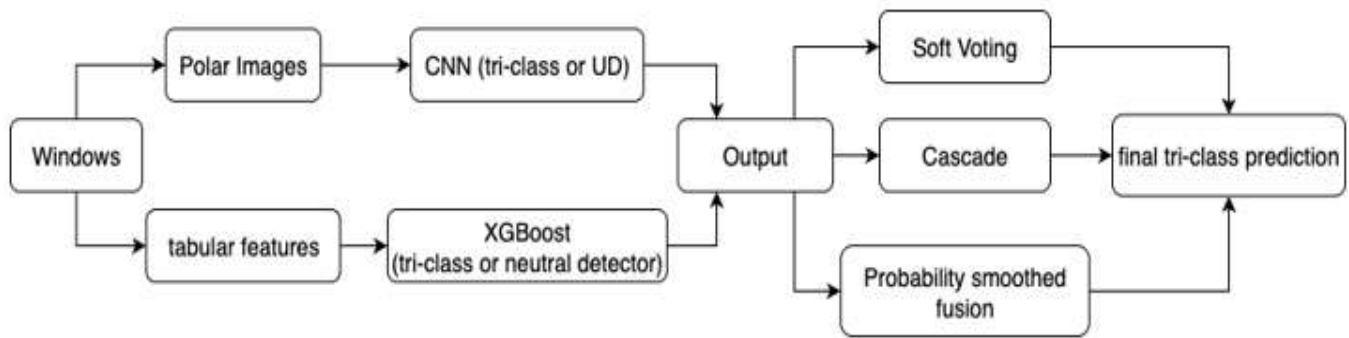 Polar Images
CNN (tri-class or UD)
Soft Voting
Windows
Output
Cascade
final tri-class prediction
tabular features
XGBoost
(tri-class or neutral detector)
Probability smoothed
fusion